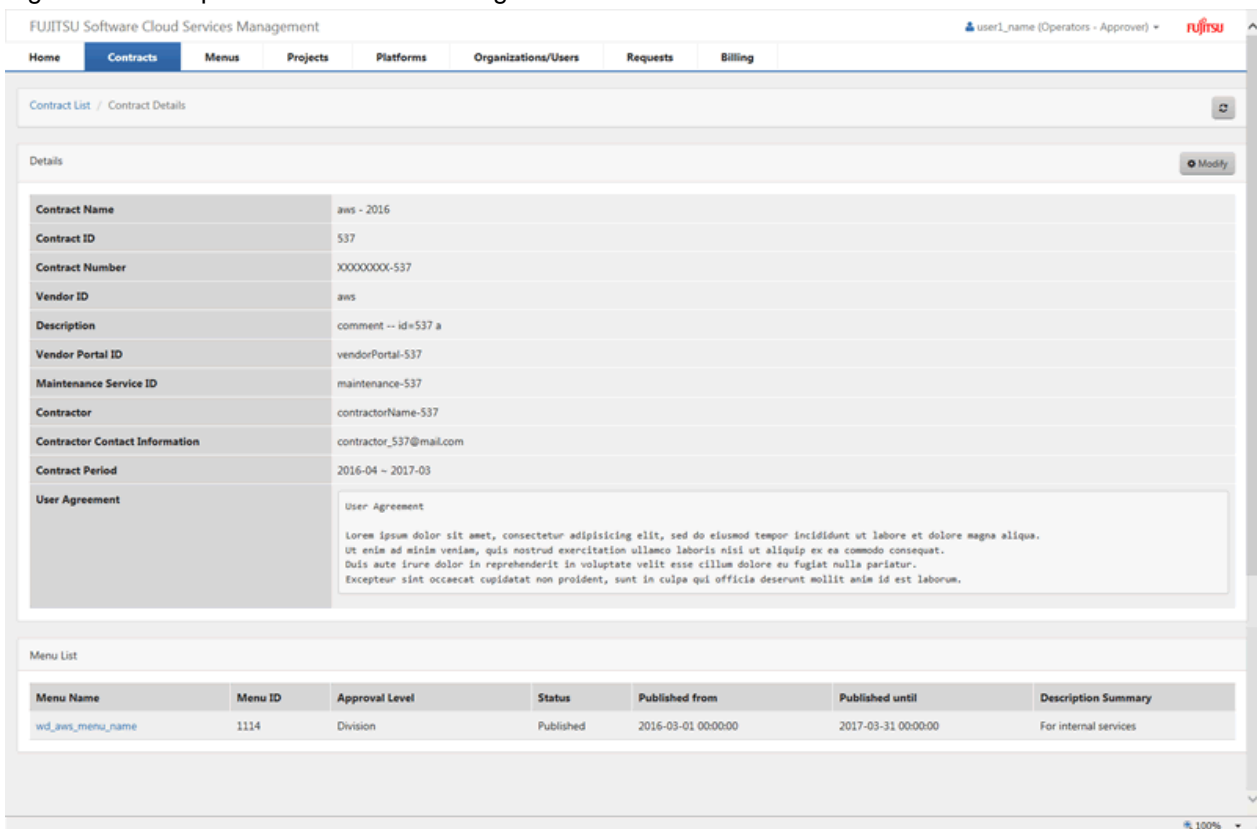 FUJITSU Software Cloud Services Management user1_name (Operators - Approver) FUJITSU
Home Contracts Menus Projects Platforms Organizations/Users Requests Billing
Contract List / Contract Details
Details Modify
Contract Name aws - 2016
Contract ID 537
Contract Number XXXXXXXX-537
Vendor ID aws
Description comment -- id=537 a
Vendor Portal ID vendorPortal-537
Maintenance Service ID maintenance-537
Contractor contractorName-537
Contractor Contact Information contractor_537@mail.com
Contract Period 2016-04 ~ 2017-03
User Agreement User Agreement
Lorem ipsum dolor sit amet, consectetur adipisicing elit, sed do eiusmod tempor incididunt ut labore et dolore magna aliqua.
Ut enim ad minim veniam, quis nostrud exercitation ullamco laboris nisi ut aliquip ex ea commodo consequat.
Duis aute irure dolor in reprehenderit in voluptate velit esse cillum dolore eu fugiat nulla pariatur.
Excepteur sint occaecat cupidatat non proident, sunt in culpa qui officia deserunt mollit anim id est laborum.
Menu List
Menu Name Menu ID Approval Level Status Published from Published until Description Summary
wd_aws_menu_name 1114 Division Published 2016-03-01 00:00:00 2017-03-31 00:00:00 For internal services
100%